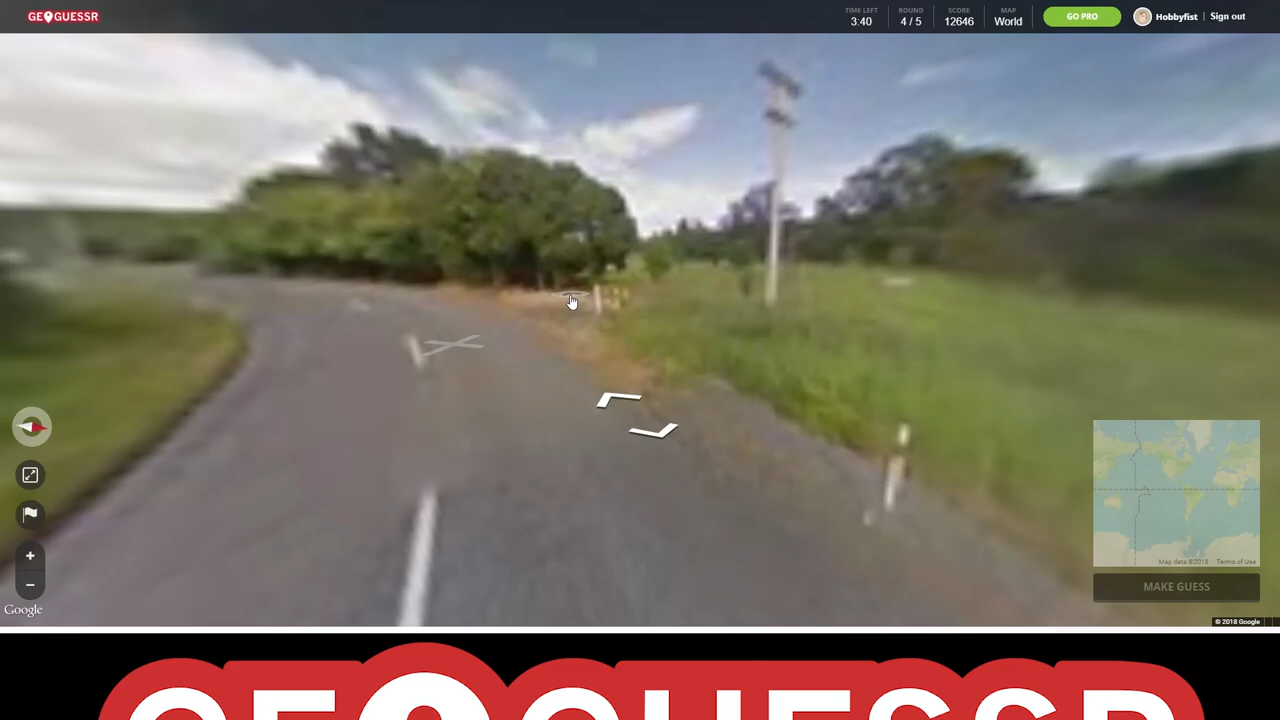 GEOGUESSR
TIME LEFT
3:40
ROUND
4 / 5
SCORE
12646
MAP
World
GO PRO
Hobbyfist
Sign out
Map data ©2018
Terms of Use
MAKE GUESS
Google
© 2018 Google
GEOGUESSR